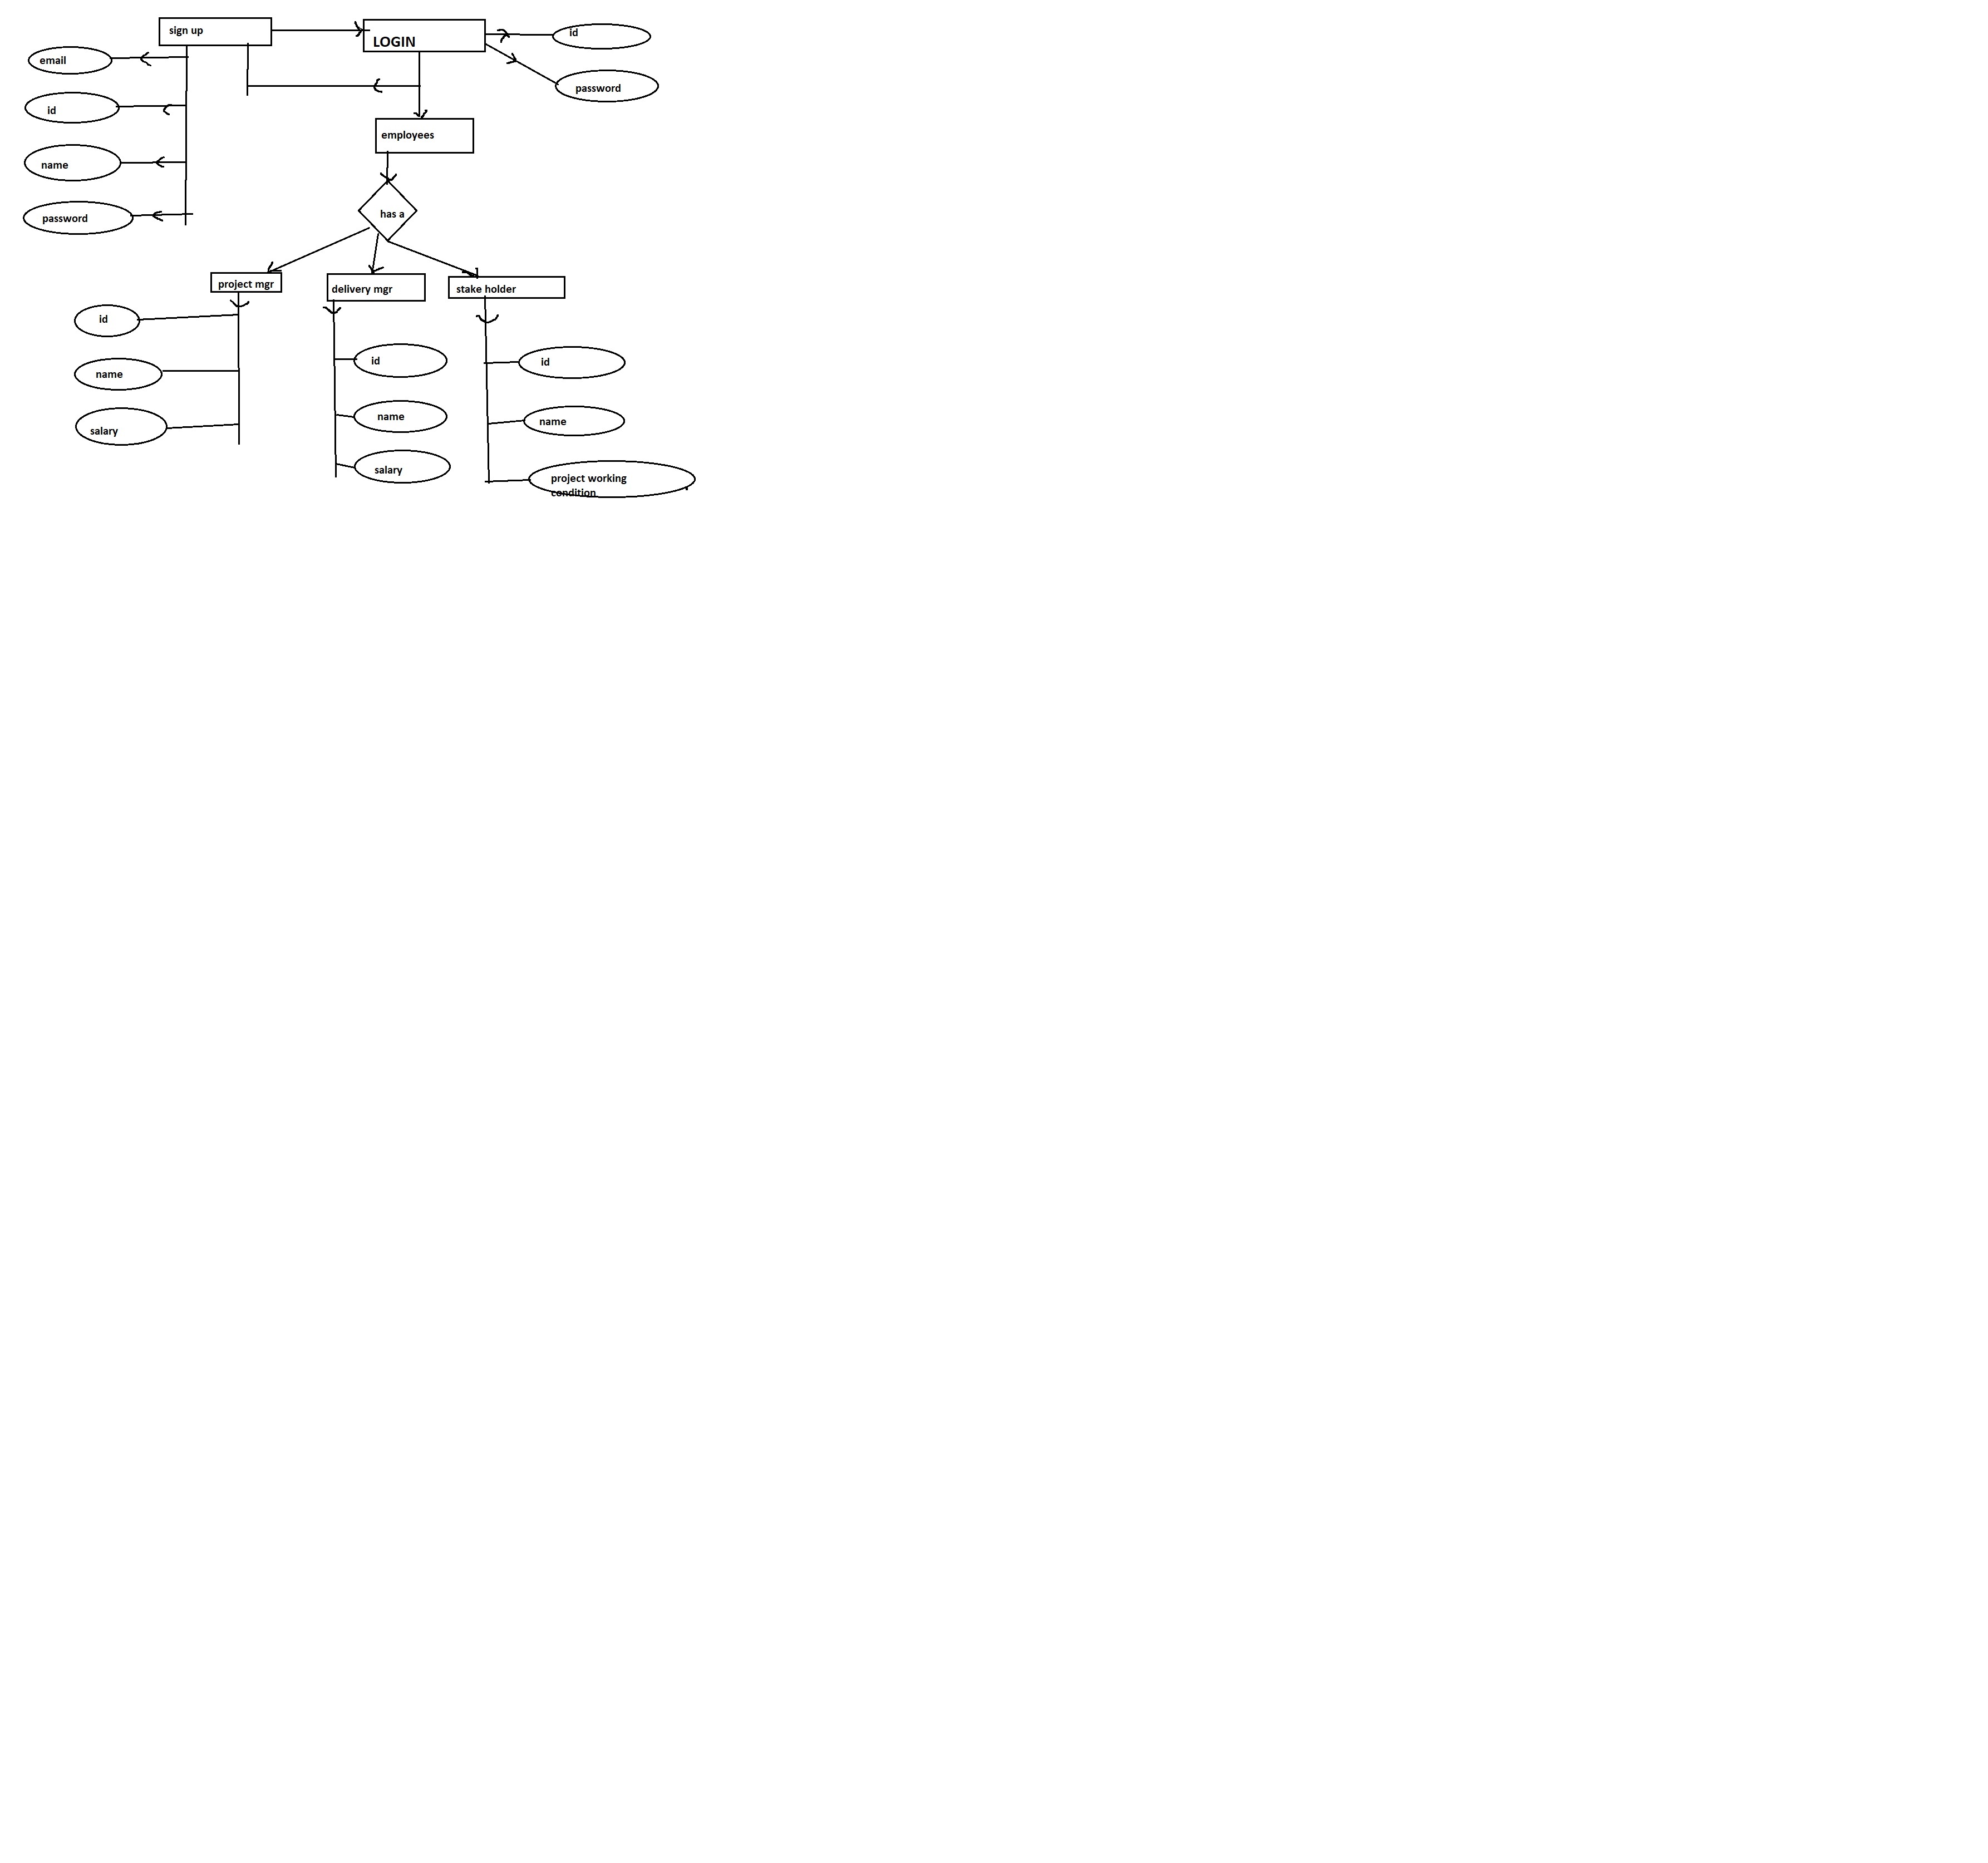 sign up
LOGIN
id
email
password
id
employees
name
password
has a
project mgr
delivery mgr
stake holder
id
id
id
name
name
name
salary
salary
project working
condition